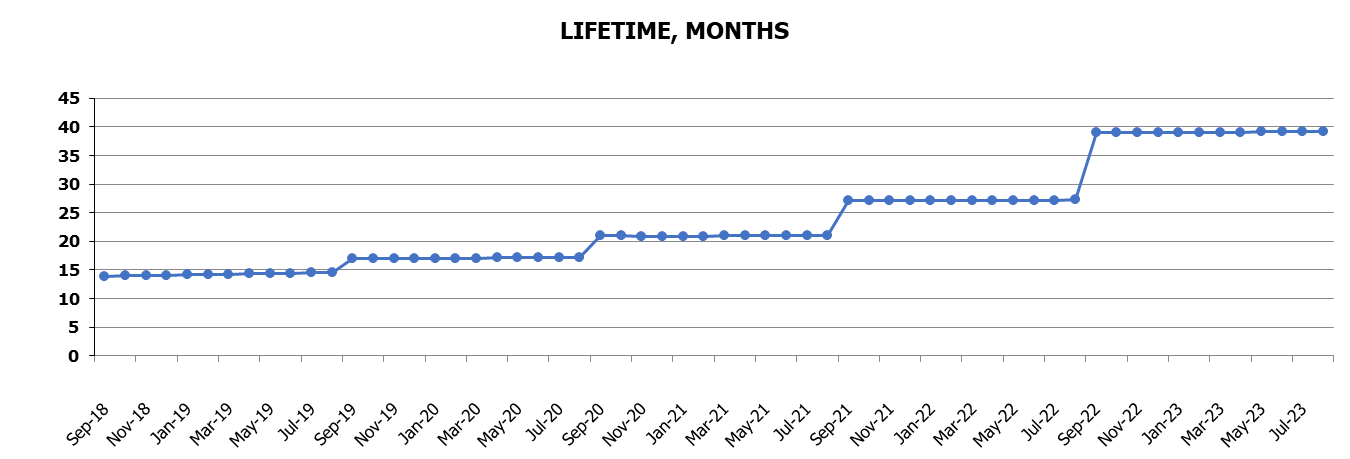 LIFETIME, MONTHS
45
40
35
30
25
20
15
10
5
0
Sep-18
Nov-18
Jan-19
Mar-19
May-19
Jul-19
Sep-19
Nov-19
Jan-20
Mar-20
May-20
Jul-20
Sep-20
Nov-20
Jan-21
Mar-21
May-21
Jul-21
Sep-21
Nov-21
Jan-22
Mar-22
May-22
Jul-22
Sep-22
Nov-22
Jan-23
Mar-23
May-23
Jul-23